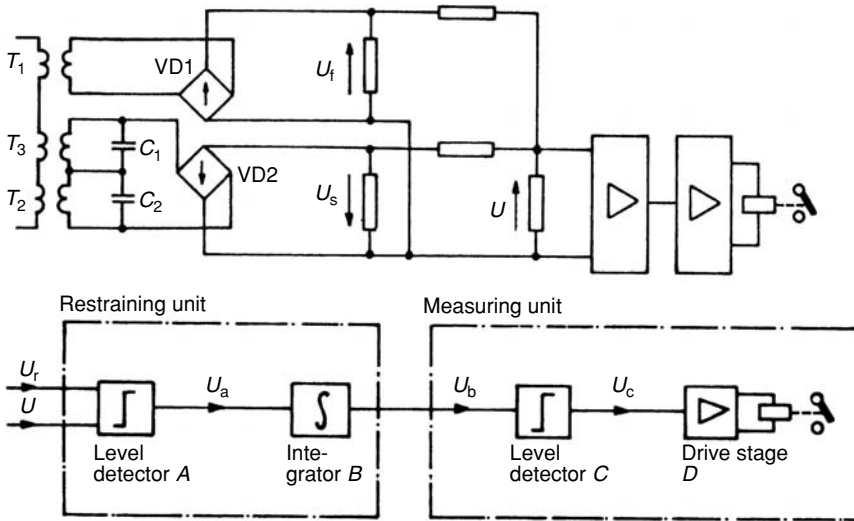 T1
VD1
Uf
T3
C1
T2
C2
VD2
Us
U
Restraining unit
Measuring unit
Ur
U
Ua
Ub
Uc
Level
detector A
Inte-
grator B
Level
detector C
Drive stage
D